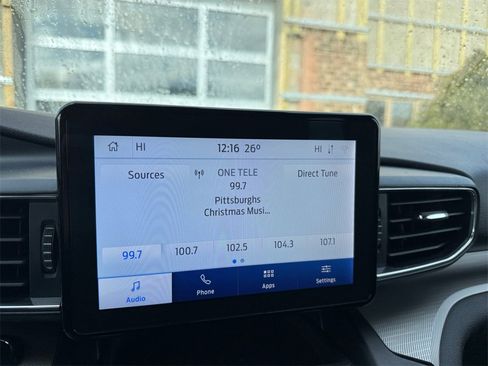 HI 12:16 26° HI
Sources ONE TELE Direct Tune
99.7
Pittsburghs
Christmas Musi...
99.7 100.7 102.5 104.3 107.1
Audio Phone Apps Settings